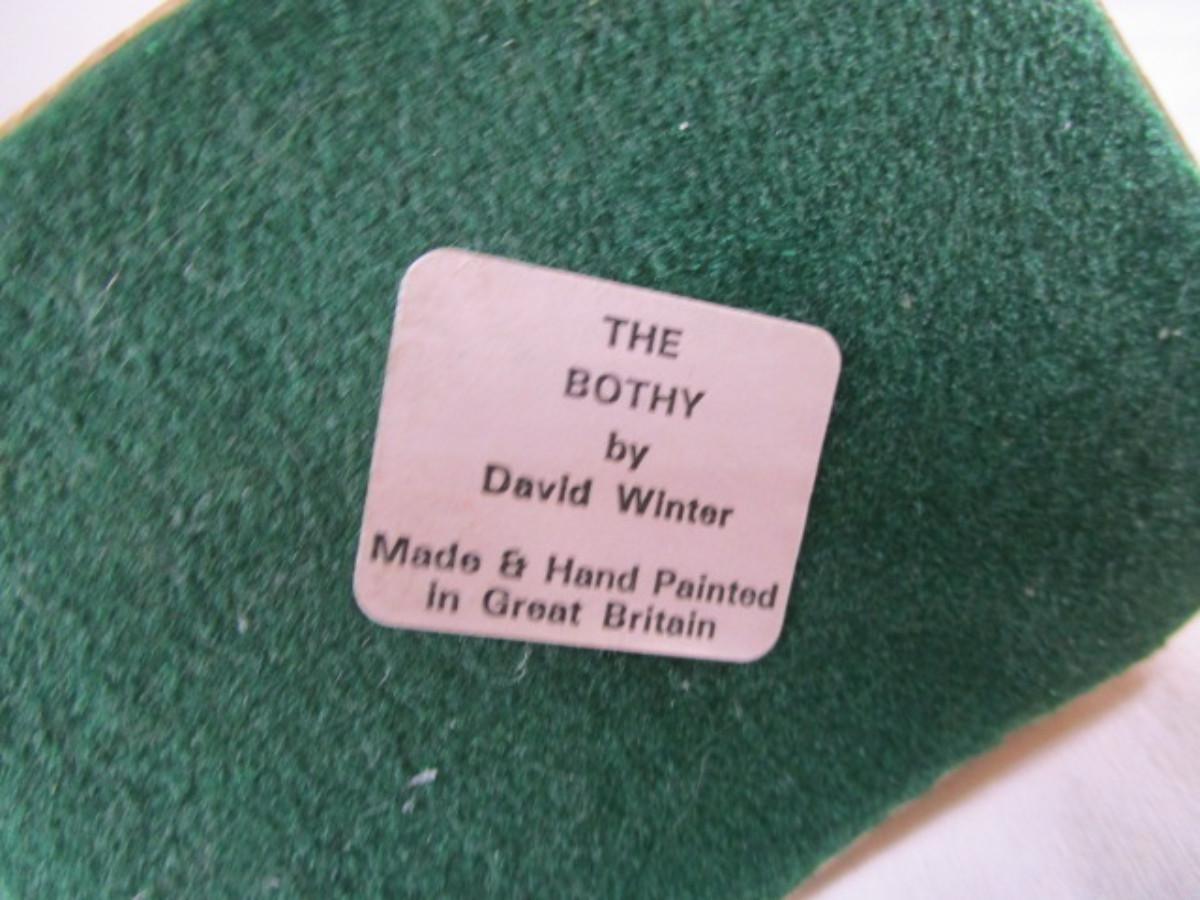 THE
BOTHY
by
David Winter
Made & Hand Painted
in Great Britain